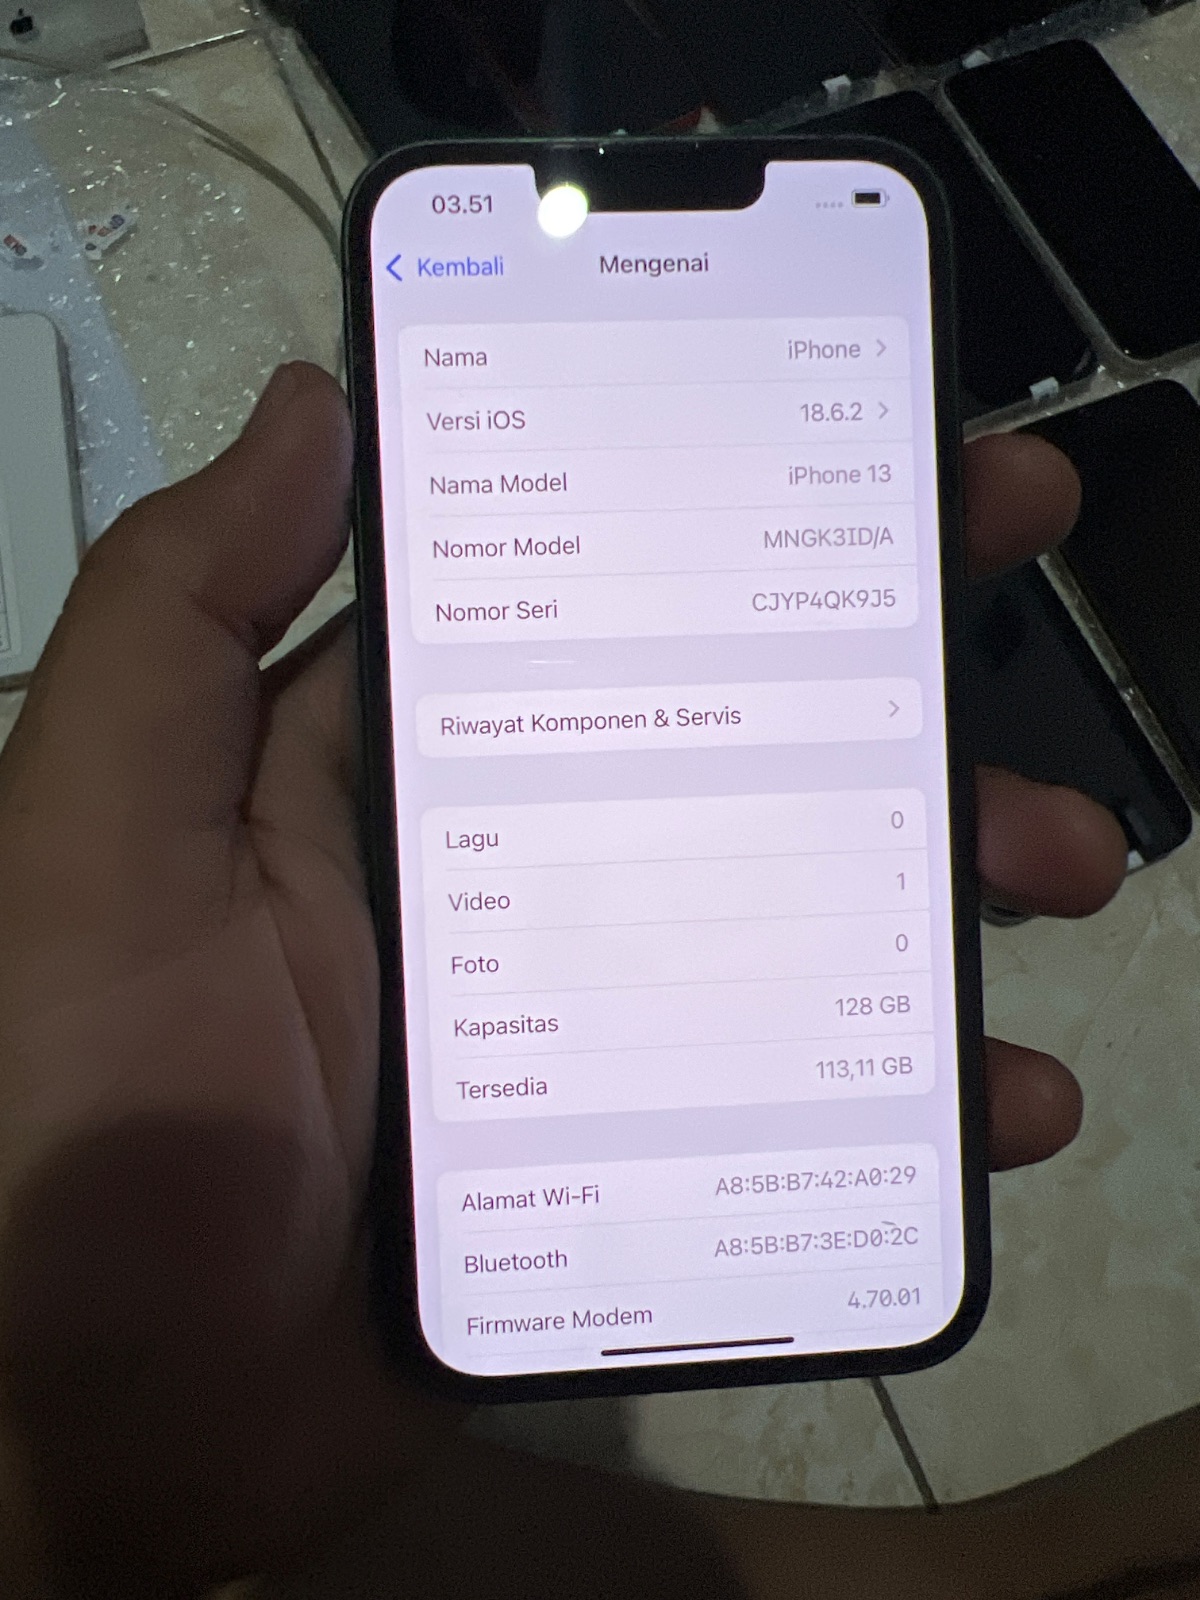 03.51
Kembali
Mengenai
Nama iPhone
Versi iOS 18.6.2
Nama Model iPhone 13
Nomor Model MNGK3ID/A
Nomor Seri CJYP4QK9J5
Riwayat Komponen & Servis
Lagu 0
Video 1
Foto 0
Kapasitas 128 GB
Tersedia 113,11 GB
Alamat Wi-Fi A8:5B:B7:42:A0:29
Bluetooth A8:5B:B7:3E:D0:2C
Firmware Modem 4.70.01